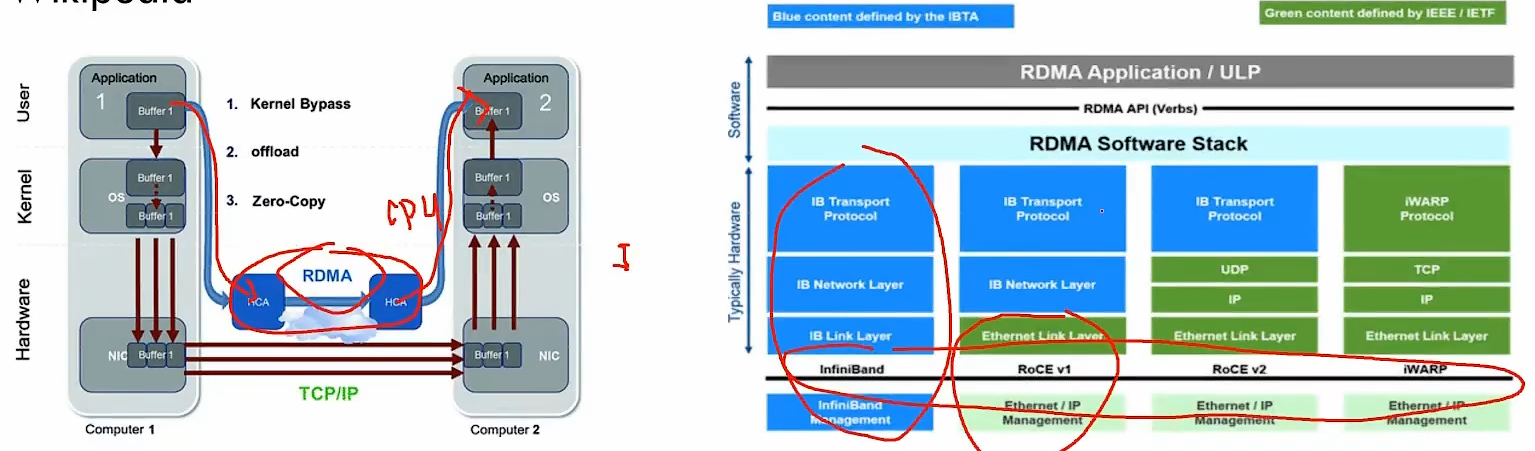 Wikipedia
User
Kernel
Hardware
Application
1
Buffer 1
OS
Buffer 1
Buffer 1
NIC
Buffer 1
Computer 1
1. Kernel Bypass
2. offload
3. Zero-Copy
CPU
RDMA
HCA
HCA
TCP/IP
Application
2
Buffer 1
OS
Buffer 1
Buffer 1
NIC
Buffer 1
Computer 2
I
Blue content defined by the IBTA
Green content defined by IEEE / IETF
Software
Typically Hardware
RDMA Application / ULP
RDMA API (Verbs)
RDMA Software Stack
IB Transport
Protocol
IB Network Layer
IB Link Layer
InfiniBand
InfiniBand
Management
IB Transport
Protocol
IB Network Layer
Ethernet Link Layer
RoCE v1
Ethernet / IP
Management
IB Transport
Protocol
UDP
IP
Ethernet Link Layer
RoCE v2
Ethernet / IP
Management
iWARP
Protocol
TCP
IP
Ethernet Link Layer
iWARP
Ethernet / IP
Management